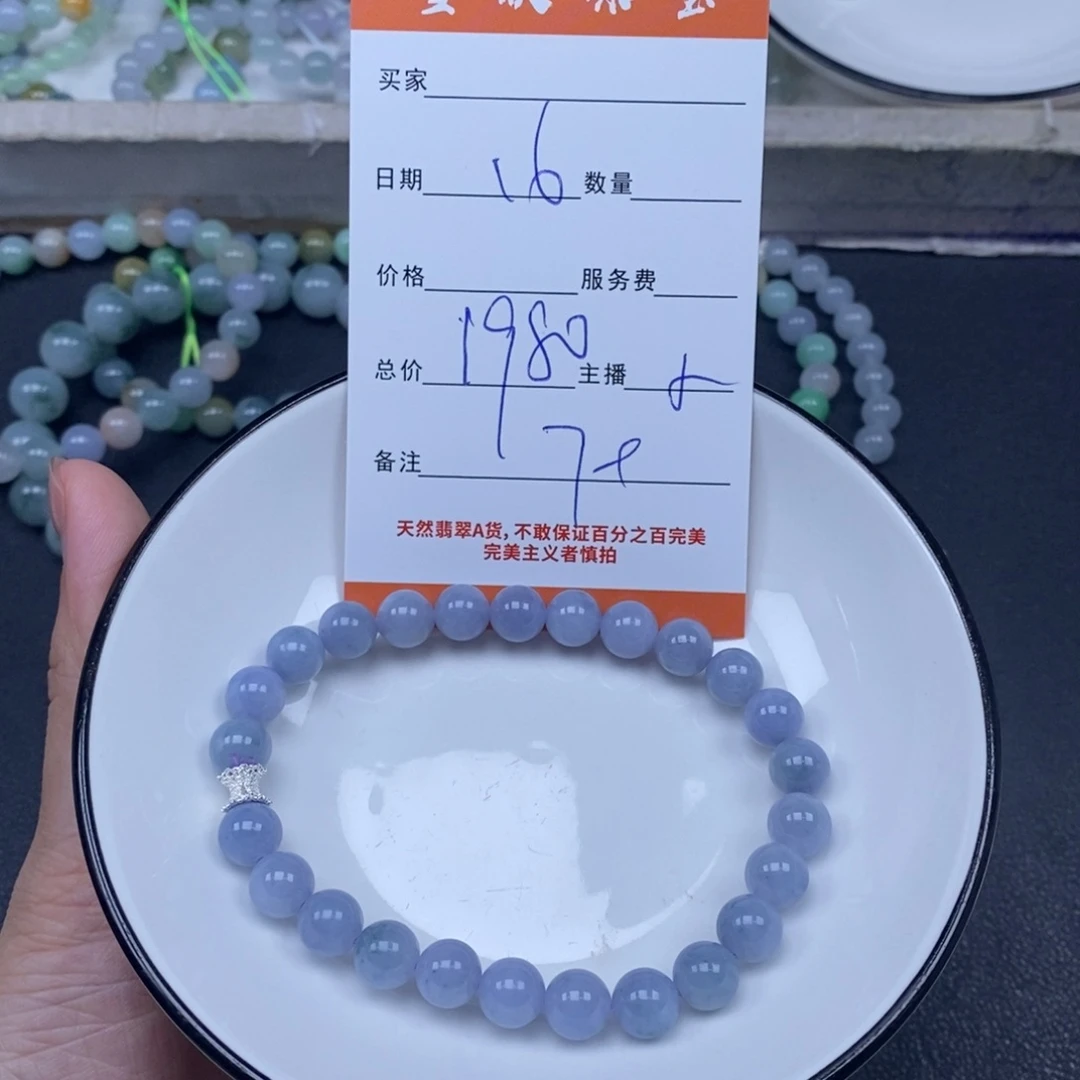 买家
日期 16 数量
价格 服务费
总价 1980 主播
备注
天然翡翠A货,不敢保证百分之百完美
完美主义者慎拍